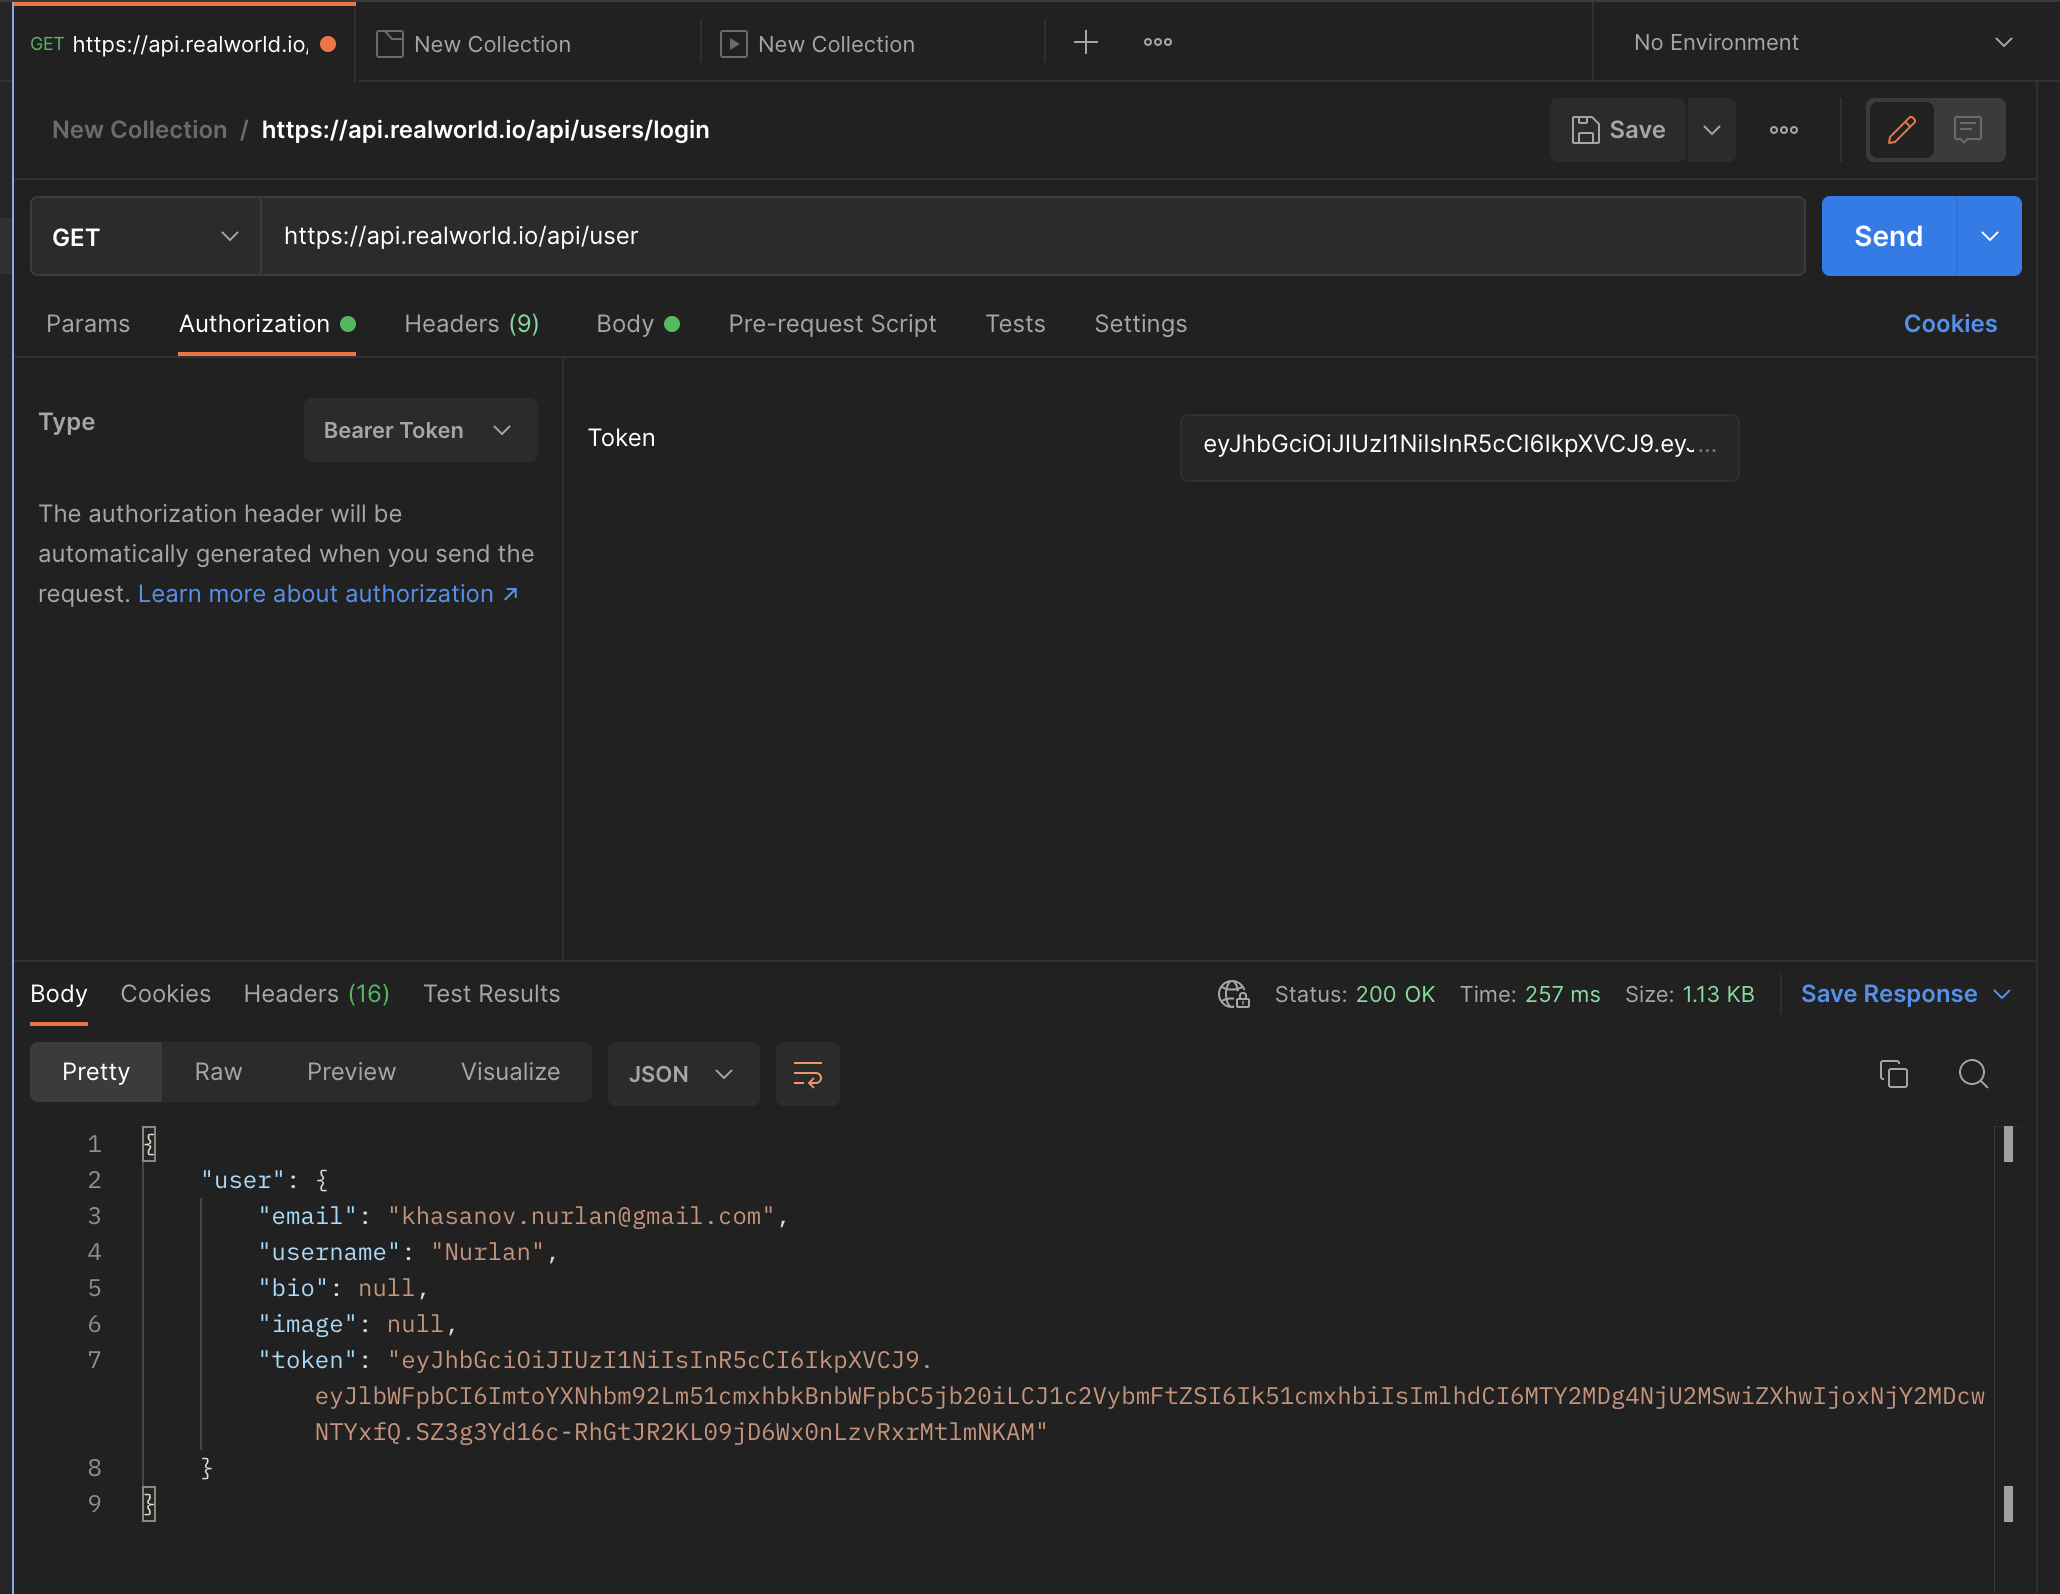 GET https://api.realworld.io/
New Collection
New Collection
No Environment
New Collection / https://api.realworld.io/api/users/login
Save
GET
https://api.realworld.io/api/user
Send
Params
Authorization
Headers (9)
Body
Pre-request Script
Tests
Settings
Cookies
Type
Bearer Token
The authorization header will be
automatically generated when you send the
request. Learn more about authorization ↗
Token
eyJhbGciOiJIUzI1NiIsInR5cCI6IkpXVCJ9.eyJ...
Body
Cookies
Headers (16)
Test Results
Status: 200 OK
Time: 257 ms
Size: 1.13 KB
Save Response
Pretty
Raw
Preview
Visualize
JSON
1 {
2 "user": {
3 "email": "khasanov.nurlan@gmail.com",
4 "username": "Nurlan",
5 "bio": null,
6 "image": null,
7 "token": "eyJhbGciOiJIUzI1NiIsInR5cCI6IkpXVCJ9.
eyJlbWFpbCI6ImtoYXNhbm92Lm51cmxhbkBnbWFpbC5jb20iLCJ1c2VybmFtZSI6Ik51cmxhbiIsImlhdCI6MTY2MDg4NjU2MSwiZXhwIjoxNjY2MDcw
NTYxfQ.SZ3g3Yd16c-RhGtJR2KL09jD6Wx0nLzvRxrMtlmNKAM"
8 }
9 }